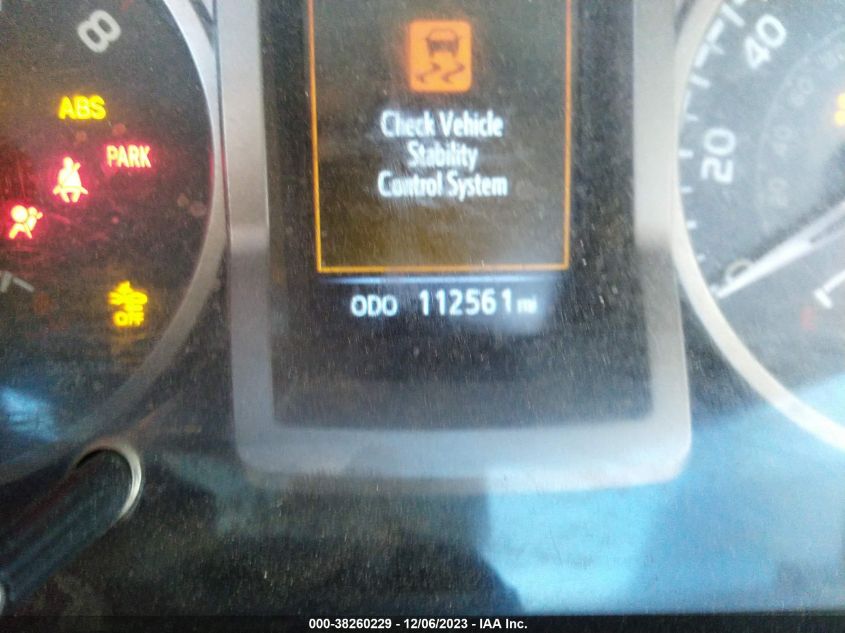 8
ABS
PARK
OFF
Check Vehicle
Stability
Control System
ODO 112561 mi
40
20
0
000-38260229 - 12/06/2023 - IAA Inc.